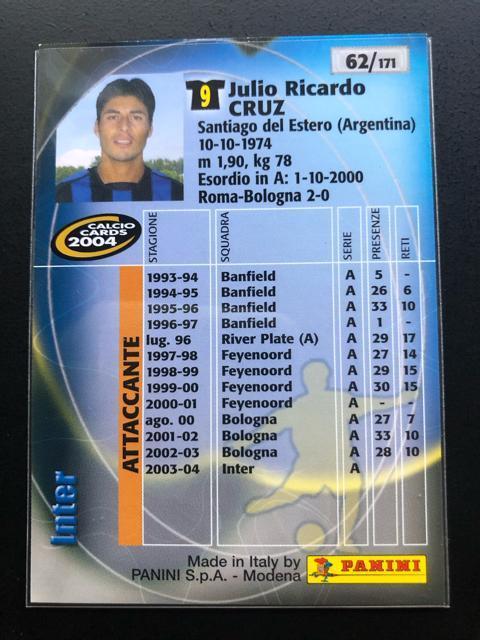 62/171
9 Julio Ricardo
CRUZ
Santiago del Estero (Argentina)
10-10-1974
m 1,90, kg 78
Esordio in A: 1-10-2000
Roma-Bologna 2-0
CALCIO
CARDS
2004
STAGIONE SQUADRA SERIE PRESENZE RETI
1993-94 Banfield A 5 -
1994-95 Banfield A 26 6
1995-96 Banfield A 33 10
1996-97 Banfield A 1 -
lug. 96 River Plate (A) A 29 17
1997-98 Feyenoord A 27 14
1998-99 Feyenoord A 29 15
1999-00 Feyenoord A 30 15
2000-01 Feyenoord A - -
ago. 00 Bologna A 27 7
2001-02 Bologna A 33 10
2002-03 Bologna A 28 10
2003-04 Inter A
ATTACCANTE
Inter
Made in Italy by
PANINI S.p.A. - Modena
PANINI